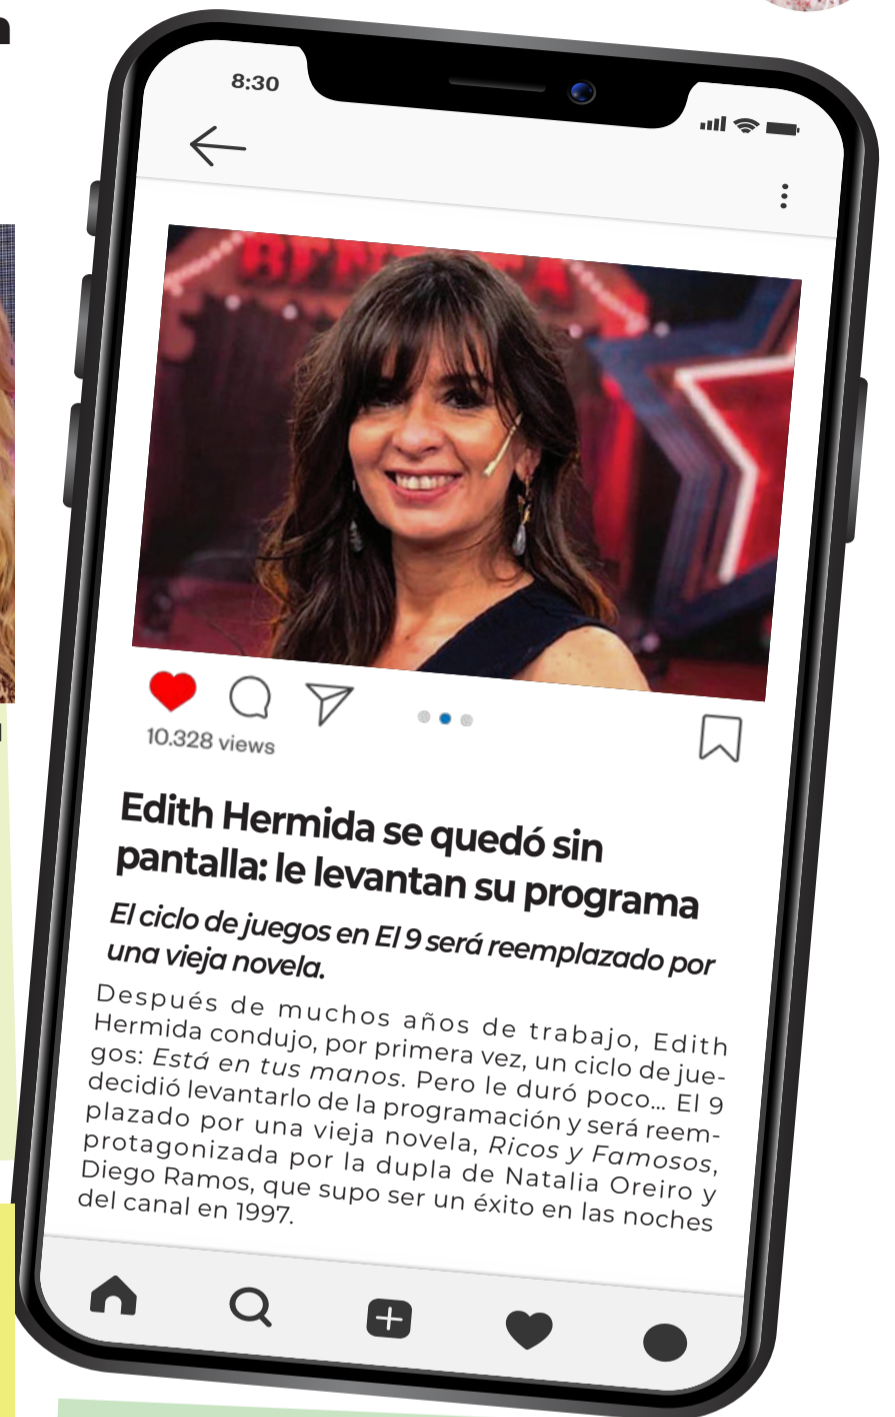 8:30
10.328 views
Edith Hermida se quedó sin
pantalla: le levantan su programa
El ciclo de juegos en El 9 será reemplazado por
una vieja novela.
Después de muchos años de trabajo, Edith
Hermida condujo, por primera vez, un ciclo de jue-
gos: Está en tus manos. Pero le duró poco... El 9
decidió levantarlo de la programación y será reem-
plazado por una vieja novela, Ricos y Famosos,
protagonizada por la dupla de Natalia Oreiro y
Diego Ramos, que supo ser un éxito en las noches
del canal en 1997.